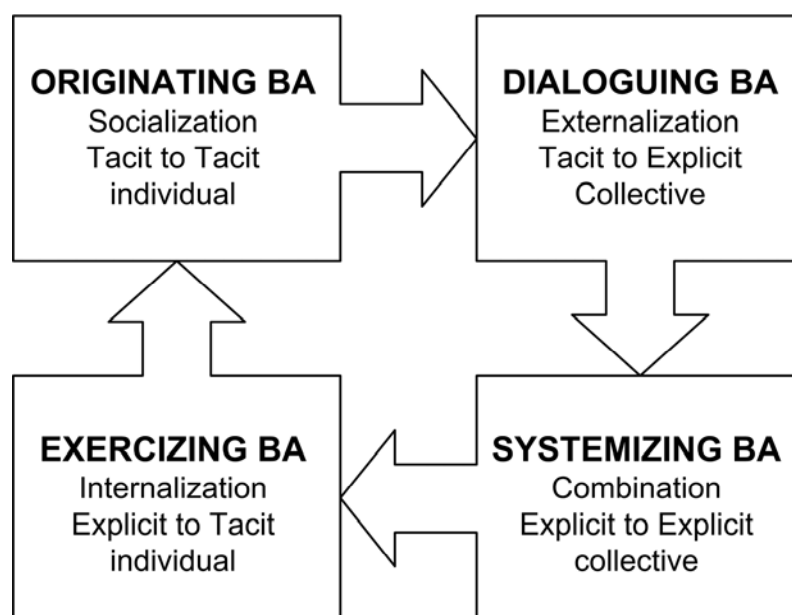 ORIGINATING BA
Socialization
Tacit to Tacit
individual
DIALOGUING BA
Externalization
Tacit to Explicit
Collective
EXERCIZING BA
Internalization
Explicit to Tacit
individual
SYSTEMIZING BA
Combination
Explicit to Explicit
collective